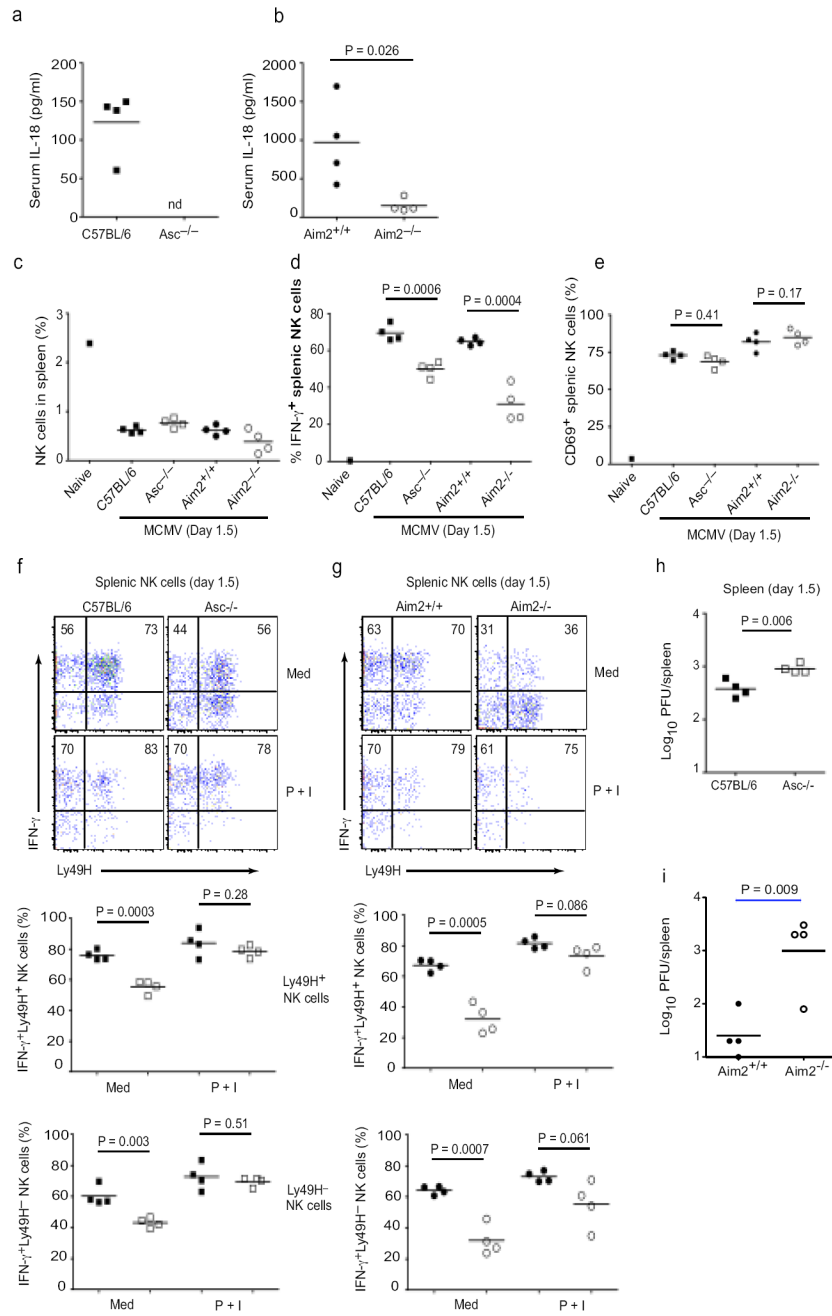 a
b
P = 0.026
200
150
100
50
0
Serum IL-18 (pg/ml)
nd
C57BL/6
Asc–/–
2000
1500
1000
500
0
Serum IL-18 (pg/ml)
Aim2+/+
Aim2–/–
c
d
e
3
2
1
0
NK cells in spleen (%)
Naive
C57BL/6
Asc–/–
Aim2+/+
Aim2–/–
MCMV (Day 1.5)
P = 0.0006
P = 0.0004
80
60
40
20
0
% IFN-γ+ splenic NK cells
Naive
C57BL/6
Asc–/–
Aim2+/+
Aim2-/-
MCMV (Day 1.5)
P = 0.41
P = 0.17
100
75
50
25
0
CD69+ splenic NK cells (%)
Naive
C57BL/6
Asc–/–
Aim2+/+
Aim2-/-
MCMV (Day 1.5)
f
Splenic NK cells (day 1.5)
C57BL/6
Asc-/-
56
73
44
56
Med
70
83
70
78
P + I
IFN-γ
Ly49H
g
Splenic NK cells (day 1.5)
Aim2+/+
Aim2-/-
63
70
31
36
Med
70
79
61
75
P + I
IFN-γ
Ly49H
h
Spleen (day 1.5)
P = 0.006
4
3
2
1
Log10 PFU/spleen
C57BL/6
Asc-/-
P = 0.0003
P = 0.28
100
80
60
40
20
0
IFN-γ+Ly49H+ NK cells (%)
Med
P + I
Ly49H+
NK cells
P = 0.0005
P = 0.086
100
80
60
40
20
0
IFN-γ+Ly49H+ NK cells (%)
Med
P + I
i
P = 0.009
4
3
2
1
Log10 PFU/spleen
Aim2+/+
Aim2-/-
P = 0.003
P = 0.51
100
80
60
40
20
0
IFN-γ+Ly49H– NK cells (%)
Med
P + I
Ly49H–
NK cells
P = 0.0007
P = 0.061
100
80
60
40
20
0
IFN-γ+Ly49H– NK cells (%)
Med
P + I